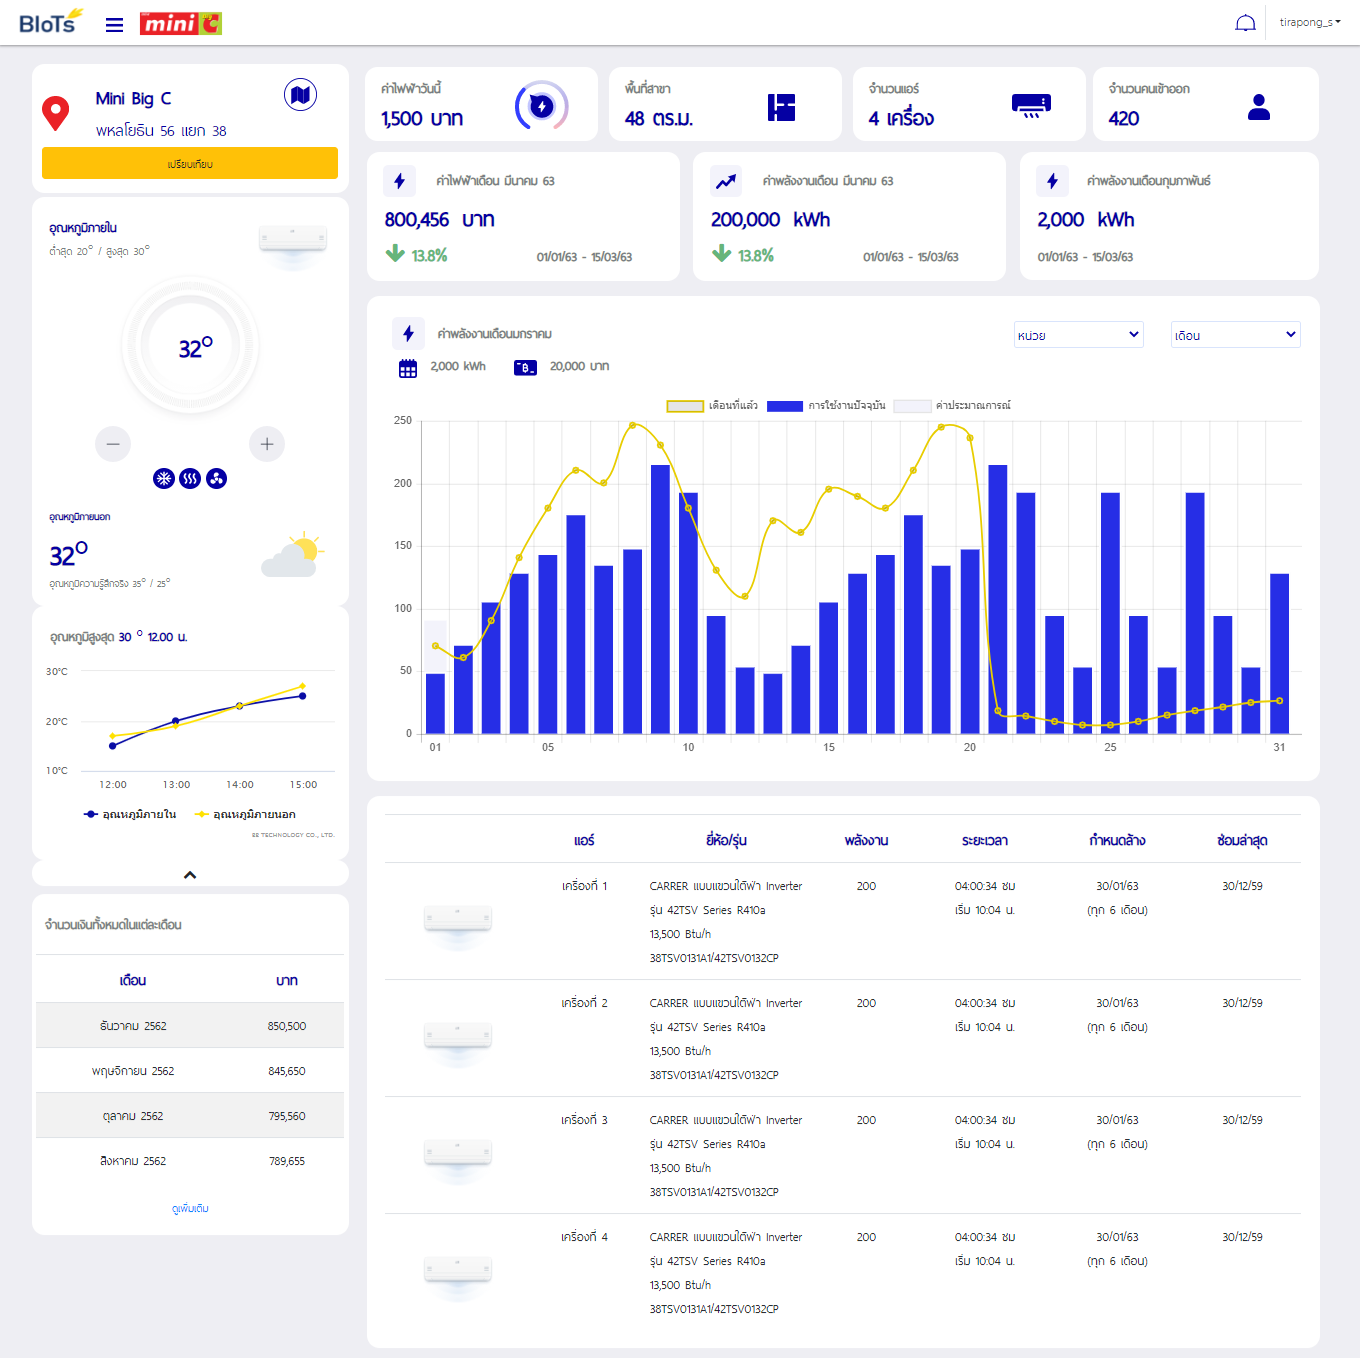 BIoTs
mini C
tirapong_s
Mini Big C
พหลโยธิน 56 แยก 38
เปรียบเทียบ
อุณหภูมิภายใน
ต่ำสุด 20° / สูงสุด 30°
32°
อุณหภูมิภายนอก
32°
อุณหภูมิความรู้สึกจริง 35° / 25°
อุณหภูมิสูงสุด 30 ° 12.00 น.
30°C
20°C
10°C
12:00 13:00 14:00 15:00
อุณหภูมิภายใน อุณหภูมิภายนอก
EE TECHNOLOGY CO., LTD.
จำนวนเงินทั้งหมดในแต่ละเดือน
เดือน บาท
ธันวาคม 2562 850,500
พฤษจิกายน 2562 845,650
ตุลาคม 2562 795,560
สิงหาคม 2562 789,655
ดูเพิ่มเติม
ค่าไฟฟ้าวันนี้
1,500 บาท
พื้นที่สาขา
48 ตร.ม.
จำนวนแอร์
4 เครื่อง
จำนวนคนเข้าออก
420
ค่าไฟฟ้าเดือน มีนาคม 63
800,456 บาท
13.8% 01/01/63 - 15/03/63
ค่าพลังงานเดือน มีนาคม 63
200,000 kWh
13.8% 01/01/63 - 15/03/63
ค่าพลังงานเดือนกุมภาพันธ์
2,000 kWh
01/01/63 - 15/03/63
ค่าพลังงานเดือนมกราคม
หน่วย เดือน
2,000 kWh 20,000 บาท
เดือนที่แล้ว การใช้งานปัจจุบัน ค่าประมาณการณ์
250
200
150
100
50
0
01 05 10 15 20 25 31
แอร์ ยี่ห้อ/รุ่น พลังงาน ระยะเวลา กำหนดล้าง ซ่อมล่าสุด
เครื่องที่ 1 CARRER แบบแขวนใต้ฟ้า Inverter 200 04:00:34 ชม 30/01/63 30/12/59
รุ่น 42TSV Series R410a เริ่ม 10:04 น. (ทุก 6 เดือน)
13,500 Btu/h
38TSV0131A1/42TSV0132CP
เครื่องที่ 2 CARRER แบบแขวนใต้ฟ้า Inverter 200 04:00:34 ชม 30/01/63 30/12/59
รุ่น 42TSV Series R410a เริ่ม 10:04 น. (ทุก 6 เดือน)
13,500 Btu/h
38TSV0131A1/42TSV0132CP
เครื่องที่ 3 CARRER แบบแขวนใต้ฟ้า Inverter 200 04:00:34 ชม 30/01/63 30/12/59
รุ่น 42TSV Series R410a เริ่ม 10:04 น. (ทุก 6 เดือน)
13,500 Btu/h
38TSV0131A1/42TSV0132CP
เครื่องที่ 4 CARRER แบบแขวนใต้ฟ้า Inverter 200 04:00:34 ชม 30/01/63 30/12/59
รุ่น 42TSV Series R410a เริ่ม 10:04 น. (ทุก 6 เดือน)
13,500 Btu/h
38TSV0131A1/42TSV0132CP